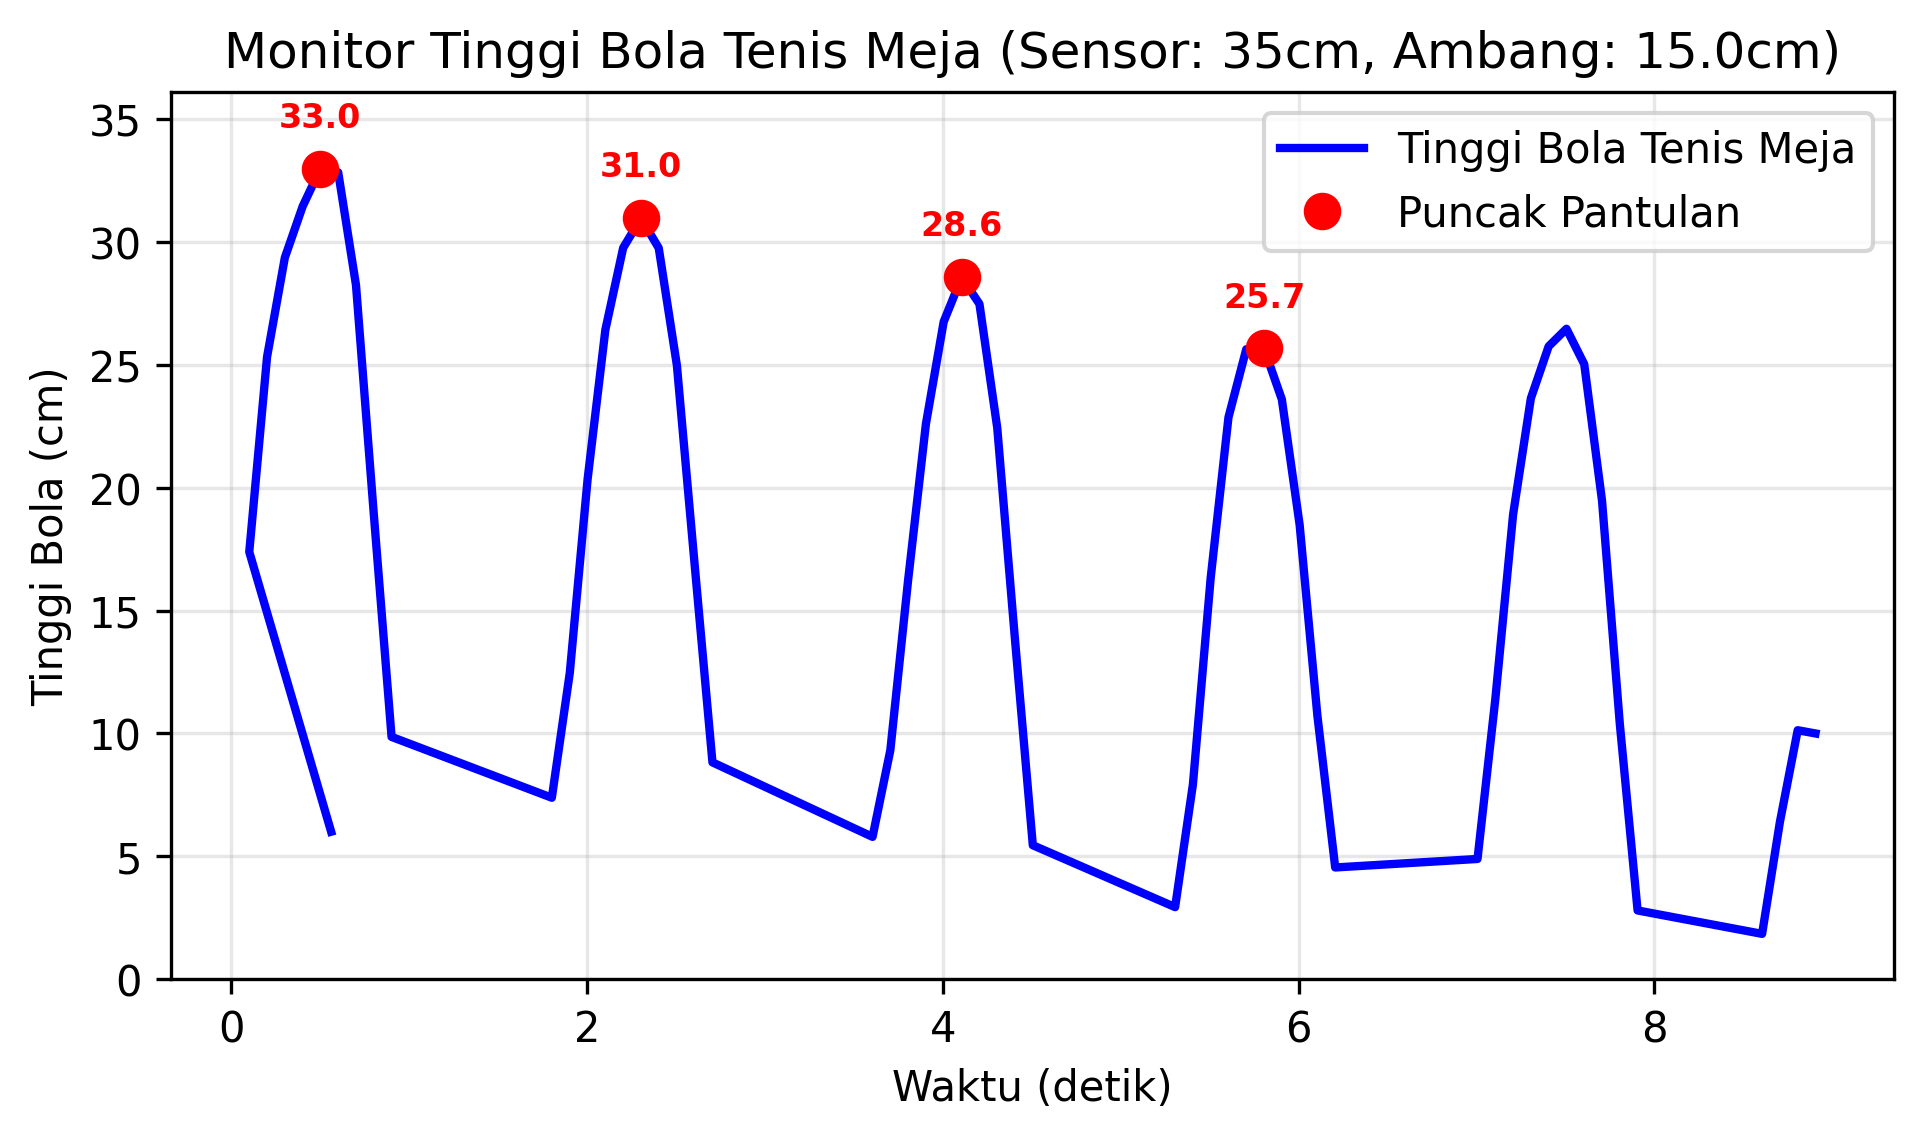 Monitor Tinggi Bola Tenis Meja (Sensor: 35cm, Ambang: 15.0cm)
Tinggi Bola Tenis Meja
Puncak Pantulan
33.0
31.0
28.6
25.7
Tinggi Bola (cm)
35
30
25
20
15
10
5
0
0 2 4 6 8
Waktu (detik)